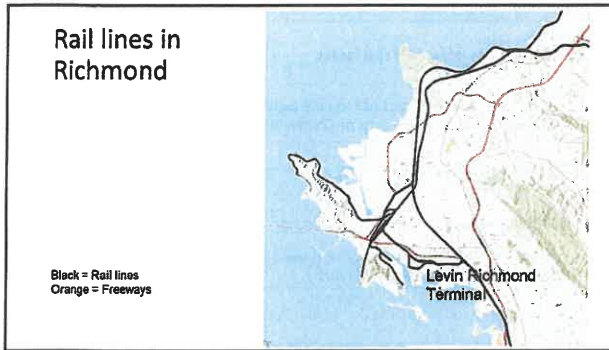 Rail lines in
Richmond
Black = Rail lines
Orange = Freeways
Levin Richmond
Terminal